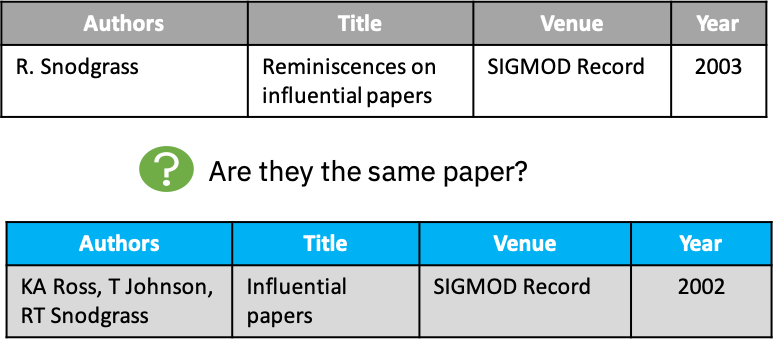 Authors Title Venue Year
R. Snodgrass Reminiscences on SIGMOD Record 2003
influential papers
? Are they the same paper?
Authors Title Venue Year
KA Ross, T Johnson, Influential SIGMOD Record 2002
RT Snodgrass papers